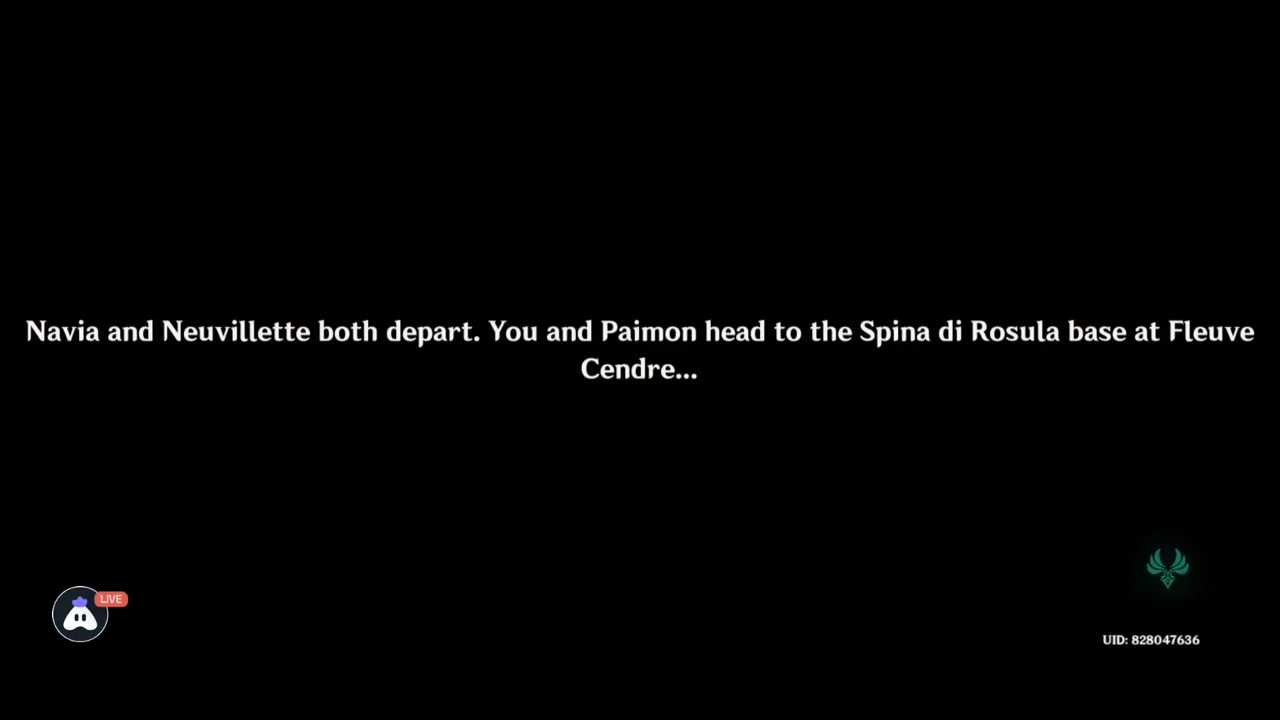 Navia and Neuvillette both depart. You and Paimon head to the Spina di Rosula base at Fleuve
Cendre...
LIVE
UID: 828047636